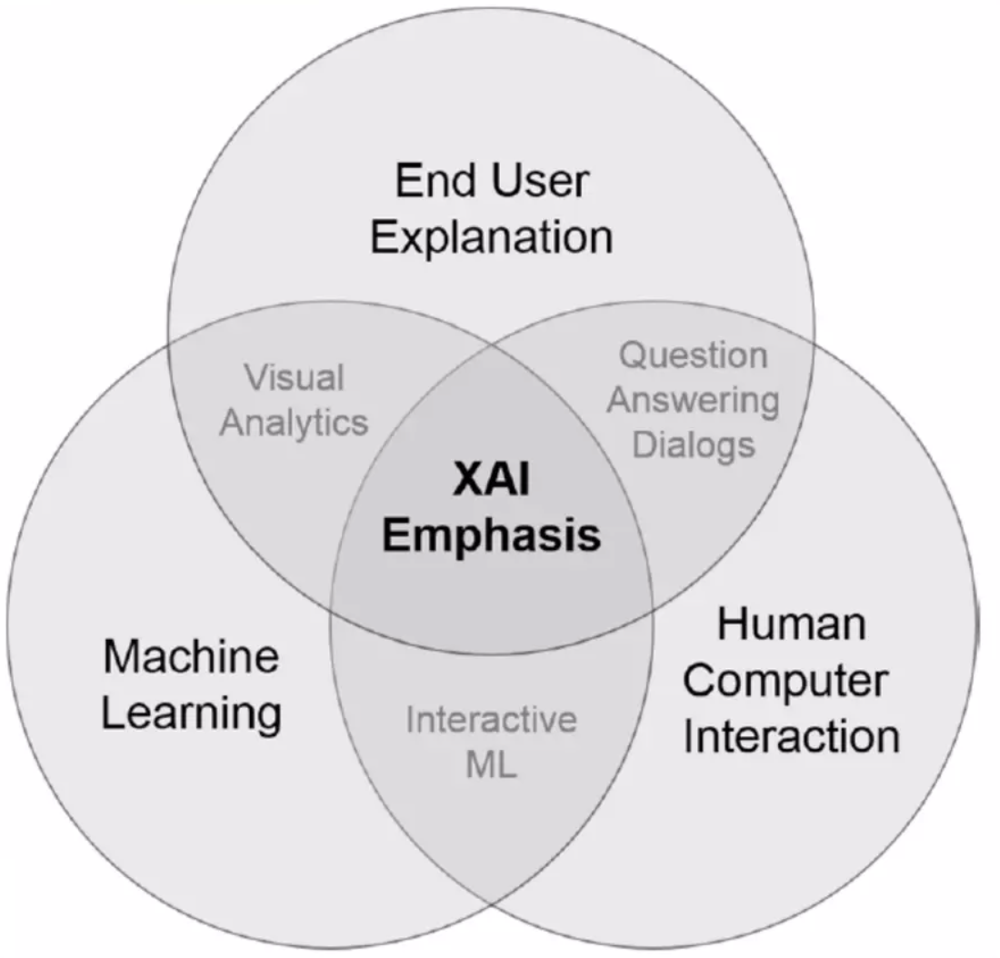 End User
Explanation
Visual
Analytics
Question
Answering
Dialogs
XAI
Emphasis
Machine
Learning
Human
Computer
Interaction
Interactive
ML